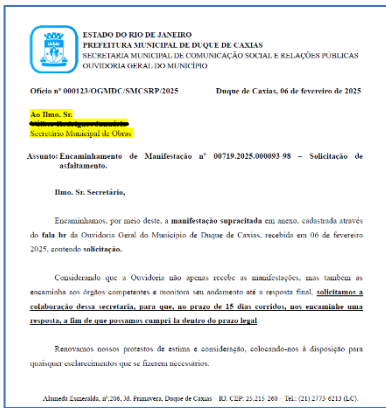 ESTADO DO RIO DE JANEIRO
PREFEITURA MUNICIPAL DE DUQUE DE CAXIAS
SECRETARIA MUNICIPAL DE COMUNICAÇÃO SOCIAL E RELAÇÕES PÚBLICAS
OUVIDORIA GERAL DO MUNICÍPIO
Ofício nº 000123/OGMDC/SMCSRP/2025 Duque de Caxias, 06 de fevereiro de 2025
Ao Ilmo. Sr.
Secretário Municipal de Obras
Assunto: Encaminhamento de Manifestação nº 00719.2025.000093-98 – Solicitação de
asfaltamento.
Ilmo. Sr. Secretário,
Encaminhamos, por meio deste, a manifestação supracitada em anexo, cadastrada através
do fala br da Ouvidoria Geral do Município de Duque de Caxias, recebida em 06 de fevereiro
2025, contendo solicitação.
Considerando que a Ouvidoria não apenas recebe as manifestações, mas também as
encaminha aos órgãos competentes e monitora seu andamento até a resposta final, solicitamos a
colaboração dessa secretaria, para que, no prazo de 15 dias corridos, nos encaminhe uma
resposta, a fim de que possamos cumpri-la dentro do prazo legal.
Renovamos nossos protestos de estima e consideração, colocando-nos à disposição para
quaisquer esclarecimentos que se fizerem necessários.
Alameda Esmeralda, nº.206, Jd. Primavera, Duque de Caxias – RJ. CEP: 25.215-260 – Tel.: (21) 2773-6213 (LC).